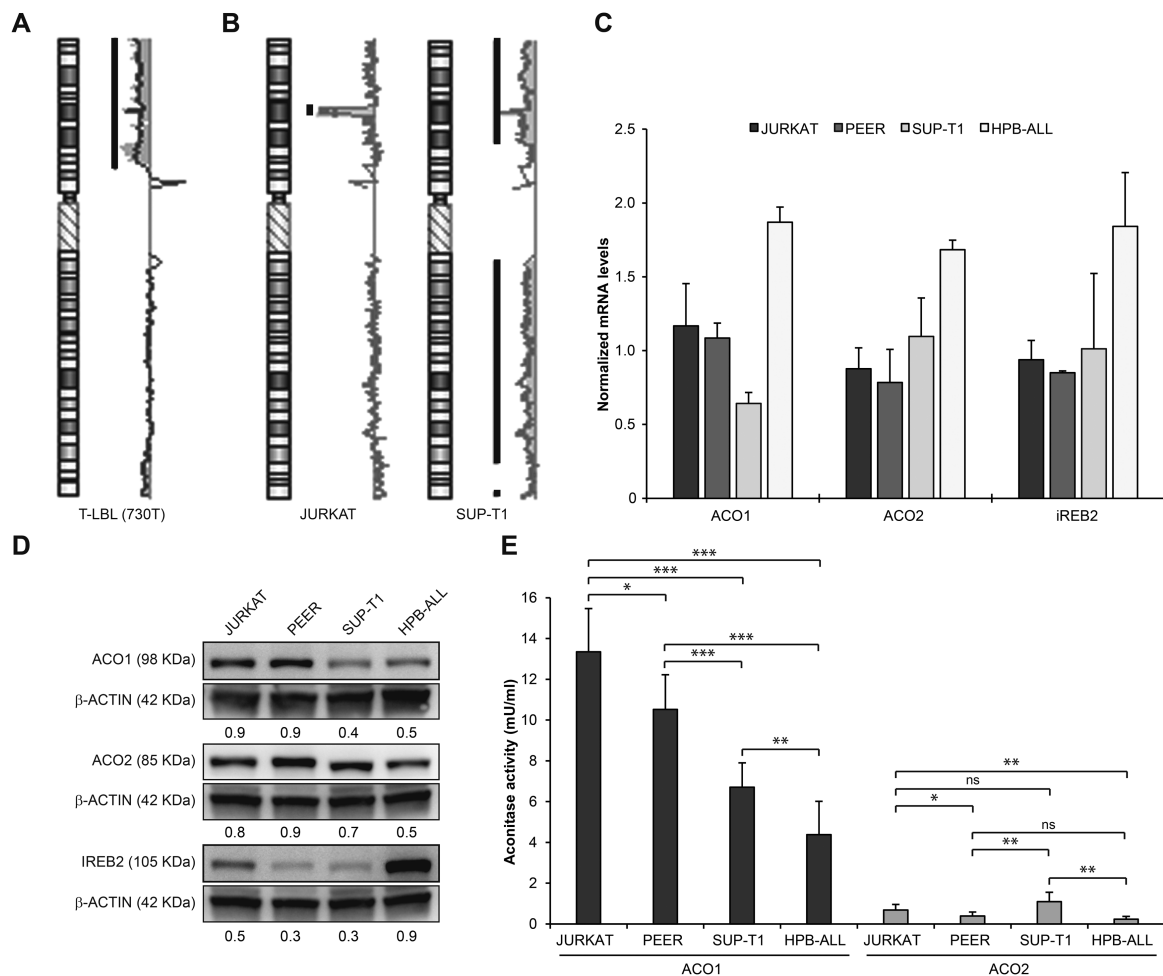 A
B
C
T-LBL (730T)
JURKAT
SUP-T1
JURKAT PEER SUP-T1 HPB-ALL
Normalized mRNA levels
2.5
2.0
1.5
1.0
0.5
0
ACO1 ACO2 iREB2
D
JURKAT PEER SUP-T1 HPB-ALL
ACO1 (98 KDa)
β-ACTIN (42 KDa)
0.9 0.9 0.4 0.5
ACO2 (85 KDa)
β-ACTIN (42 KDa)
0.8 0.9 0.7 0.5
IREB2 (105 KDa)
β-ACTIN (42 KDa)
0.5 0.3 0.3 0.9
E
Aconitase activity (mU/ml)
16
14
12
10
8
6
4
2
0
***
***
*
***
***
**
**
ns
*
ns
**
**
JURKAT PEER SUP-T1 HPB-ALL JURKAT PEER SUP-T1 HPB-ALL
ACO1 ACO2